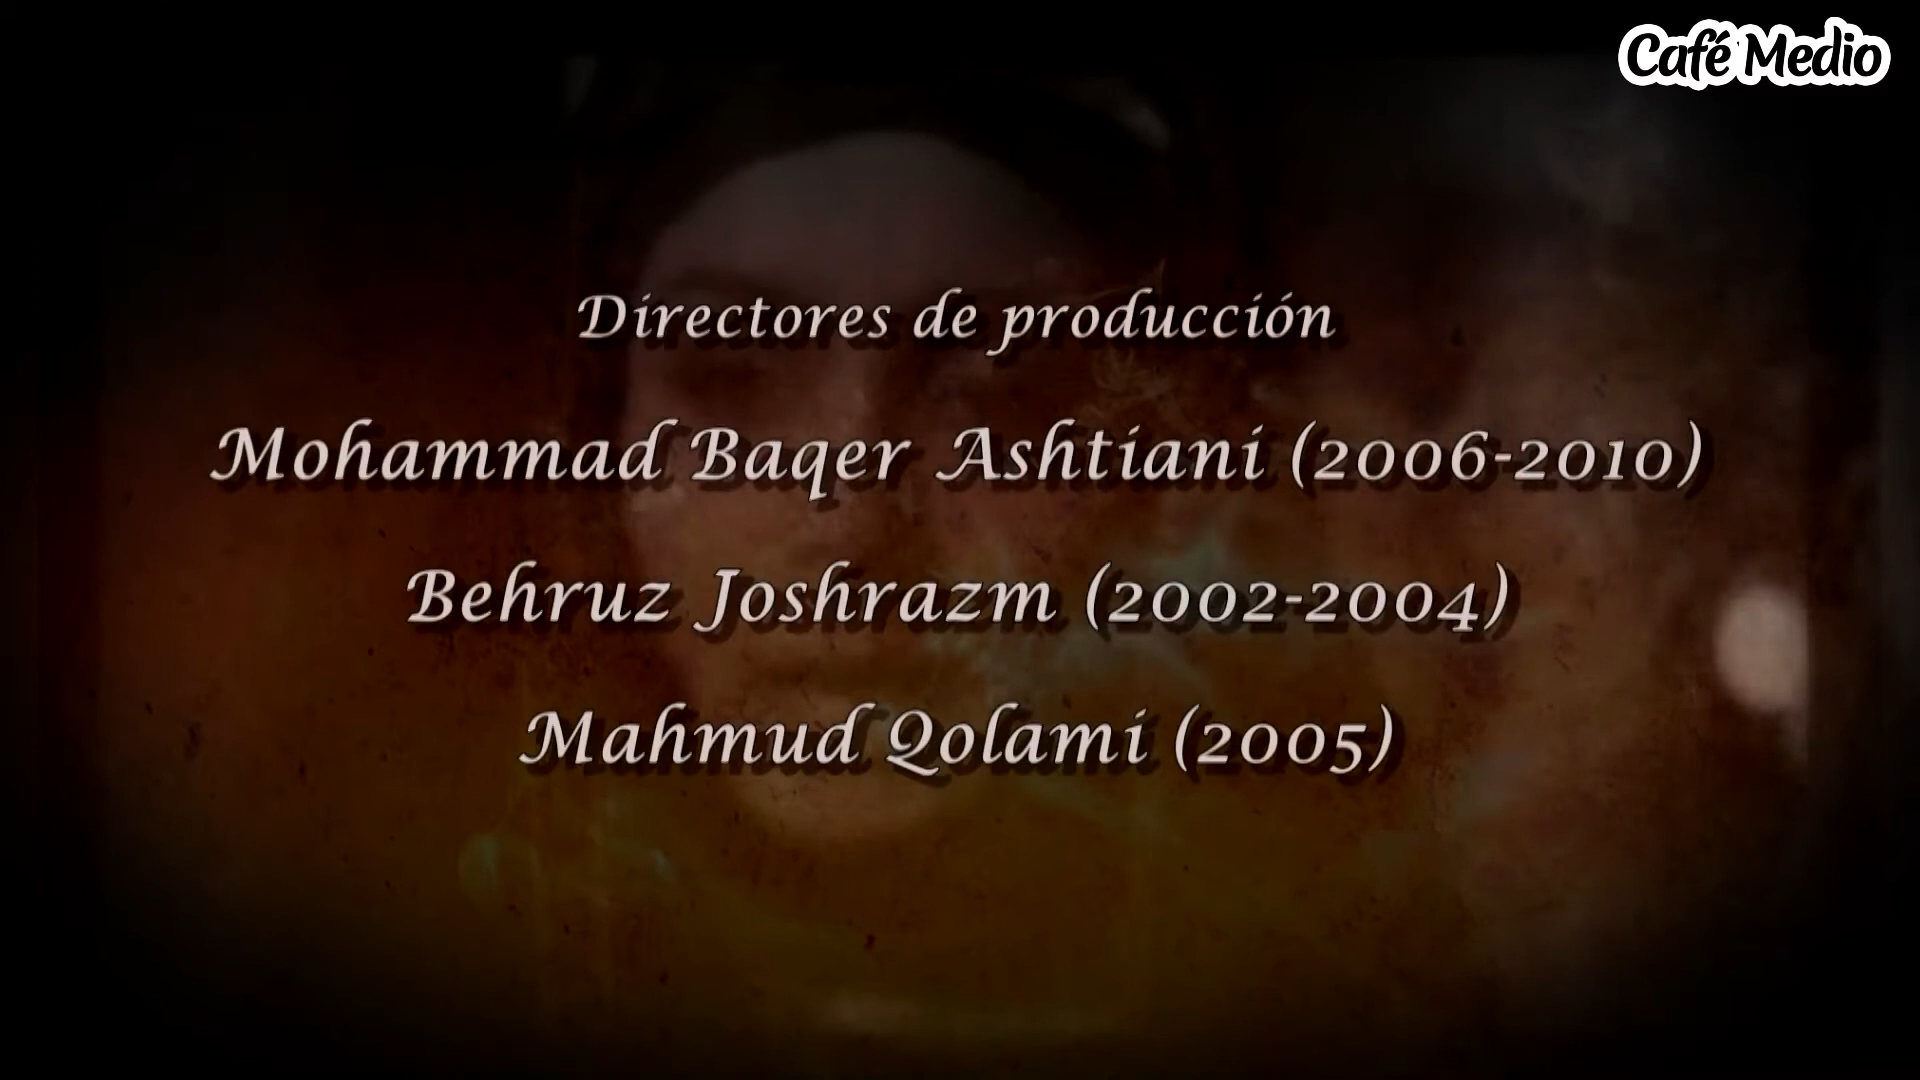 Café Medio
Directores de producción
Mohammad Baqer Ashtiani (2006-2010)
Behruz Joshrazm (2002-2004)
Mahmud Qolami (2005)